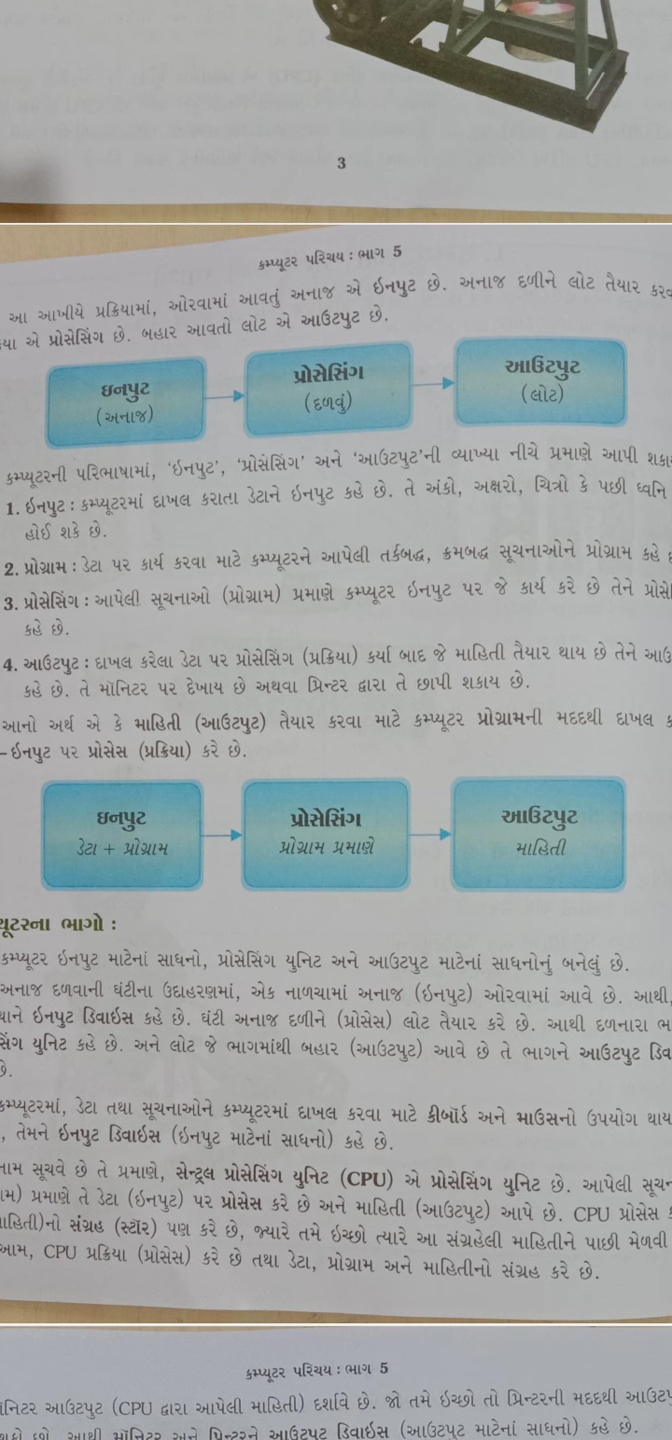 3
કમ્પ્યૂટર પરિચય : ભાગ 5
આ આખીયે પ્રક્રિયામાં, ઓરવામાં આવતું અનાજ એ ઇનપુટ છે. અનાજ દળીને લોટ તૈયાર
એ પ્રોસેસિંગ છે. બહાર આવતો લોટ એ આઉટપુટ છે.
ઇનપુટ
(અનાજ)
પ્રોસેસિંગ
(દળવું)
આઉટપુટ
(લોટ)
કમ્પ્યૂટરની પરિભાષામાં, ‘ઇનપુટ’, ‘પ્રોસેસિંગ’ અને ‘આઉટપુટ’ની વ્યાખ્યા નીચે પ્રમાણે આપી
1. ઇનપુટ : કમ્પ્યૂટરમાં દાખલ કરાતા ડેટાને ઇનપુટ કહે છે. તે અંકો, અક્ષરો, ચિત્રો કે પછી ધ્વનિ
હોઈ શકે છે.
2. પ્રોગ્રામ : ડેટા પર કાર્ય કરવા માટે કમ્પ્યૂટરને આપેલી તર્કબદ્ધ, ક્રમબદ્ધ સૂચનાઓને પ્રોગ્રામ કહે
3. પ્રોસેસિંગ : આપેલી સૂચનાઓ (પ્રોગ્રામ) પ્રમાણે કમ્પ્યૂટર ઇનપુટ પર જે કાર્ય કરે છે તેને
કહે છે.
4. આઉટપુટ : દાખલ કરેલા ડેટા પર પ્રોસેસિંગ (પ્રક્રિયા) કર્યા બાદ જે માહિતી તૈયાર થાય છે તેને
કહે છે. તે મૉનિટર પર દેખાય છે અથવા પ્રિન્ટર દ્વારા તે છાપી શકાય છે.
આનો અર્થ એ કે માહિતી (આઉટપુટ) તૈયાર કરવા માટે કમ્પ્યૂટર પ્રોગ્રામની મદદથી દાખલ
–ઇનપુટ પર પ્રોસેસ (પ્રક્રિયા) કરે છે.
ઇનપુટ
ડેટા + પ્રોગ્રામ
પ્રોસેસિંગ
પ્રોગ્રામ પ્રમાણે
આઉટપુટ
માહિતી
ભાગો :
કમ્પ્યૂટર ઇનપુટ માટેનાં સાધનો, પ્રોસેસિંગ યુનિટ અને આઉટપુટ માટેનાં સાધનોનું બનેલું છે.
અનાજ દળવાની ઘંટીના ઉદાહરણમાં, એક નાળચામાં અનાજ (ઇનપુટ) ઓરવામાં આવે છે. આથી,
ઇનપુટ ડિવાઇસ કહે છે. ઘંટી અનાજ દળીને (પ્રોસેસ) લોટ તૈયાર કરે છે. આથી દળનારા
યુનિટ કહે છે. અને લોટ જે ભાગમાંથી બહાર (આઉટપુટ) આવે છે તે ભાગને આઉટપુટ
છે.
કમ્પ્યૂટરમાં, ડેટા તથા સૂચનાઓને કમ્પ્યૂટરમાં દાખલ કરવા માટે કીબૉર્ડ અને માઉસનો ઉપયોગ થાય
, તેમને ઇનપુટ ડિવાઇસ (ઇનપુટ માટેનાં સાધનો) કહે છે.
નામ સૂચવે છે તે પ્રમાણે, સેન્ટ્રલ પ્રોસેસિંગ યુનિટ (CPU) એ પ્રોસેસિંગ યુનિટ છે. આપેલી
પ્રમાણે તે ડેટા (ઇનપુટ) પર પ્રોસેસ કરે છે અને માહિતી (આઉટપુટ) આપે છે. CPU પ્રોસેસ
સંગ્રહ (સ્ટૉર) પણ કરે છે, જ્યારે તમે ઇચ્છો ત્યારે આ સંગ્રહેલી માહિતીને પાછી મેળવી
આમ, CPU પ્રક્રિયા (પ્રોસેસ) કરે છે તથા ડેટા, પ્રોગ્રામ અને માહિતીનો સંગ્રહ કરે છે.
કમ્પ્યૂટર પરિચય : ભાગ 5
આઉટપુટ (CPU દ્વારા આપેલી માહિતી) દર્શાવે છે. જો તમે ઇચ્છો તો પ્રિન્ટરની મદદથી
છો. આથી મૉનિટર અને પ્રિન્ટરને આઉટપુટ ડિવાઇસ (આઉટપુટ માટેનાં સાધનો) કહે છે.